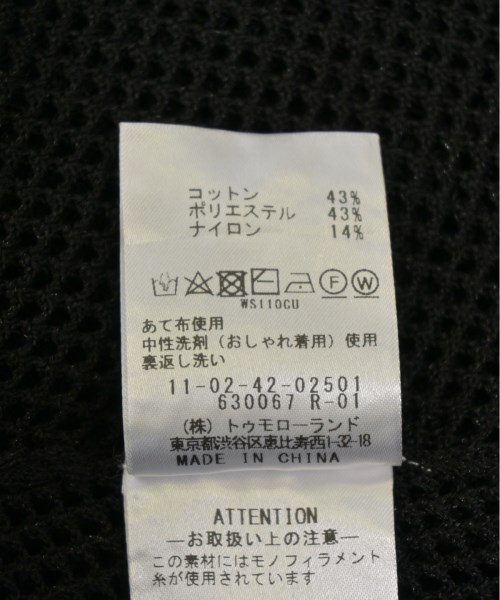 コットン 43%
ポリエステル 43%
ナイロン 14%
F W
WS110CU
あて布使用
中性洗剤（おしゃれ着用）使用
裏返し洗い
11-02-42-02501
630067 R-01
（株）トゥモローランド
東京都渋谷区恵比寿西1-32-18
MADE IN CHINA
ATTENTION
―お取扱い上の注意―
この素材にはモノフィラメント
糸が使用されています